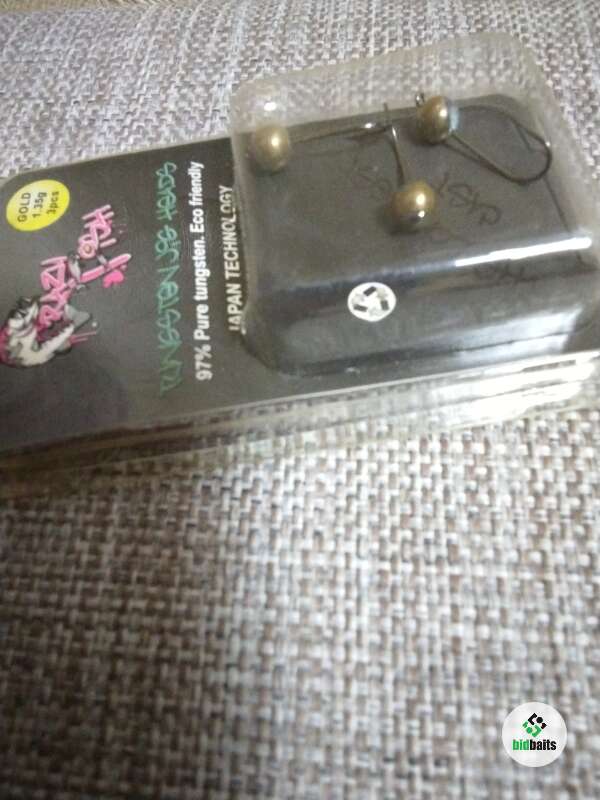 GOLD
1.35g
3pcs
TUNGSTEN JIG HEADS
97% Pure tungsten. Eco friendly
JAPAN TECHNOLOGY
bidbaits